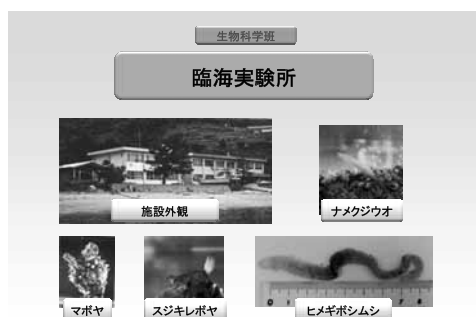 生物科学班
臨海実験所
施設外観
ナメクジウオ
マボヤ
スジキレボヤ
ヒメギボシムシ